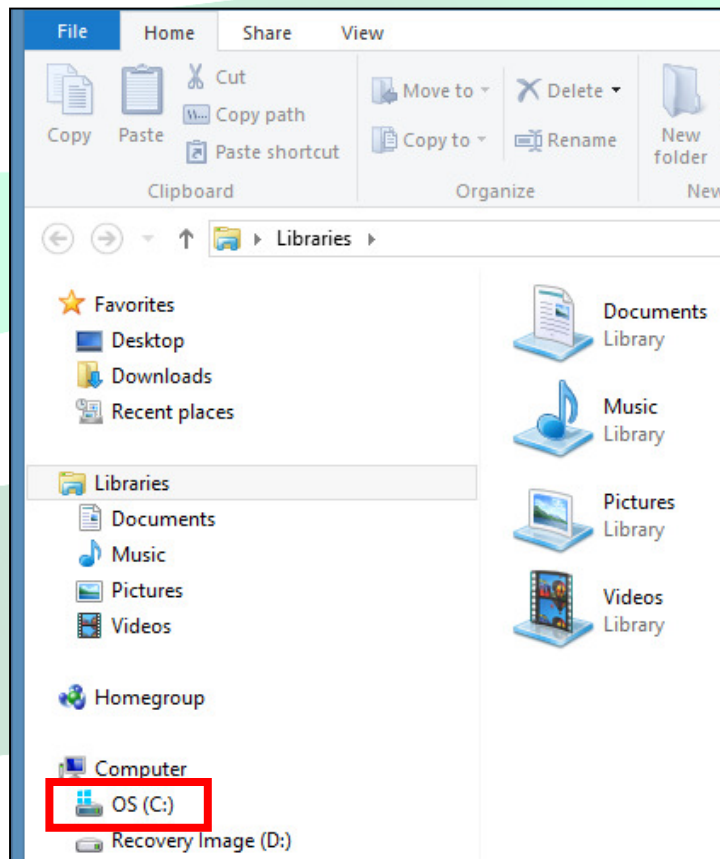 File Home Share View
Cut
Copy path
Paste shortcut
Copy Paste
Move to
Copy to
Delete
Rename
New
folder
Clipboard Organize New
Libraries
Favorites
Desktop
Downloads
Recent places
Libraries
Documents
Music
Pictures
Videos
Homegroup
Computer
OS (C:)
Recovery Image (D:)
Documents
Library
Music
Library
Pictures
Library
Videos
Library